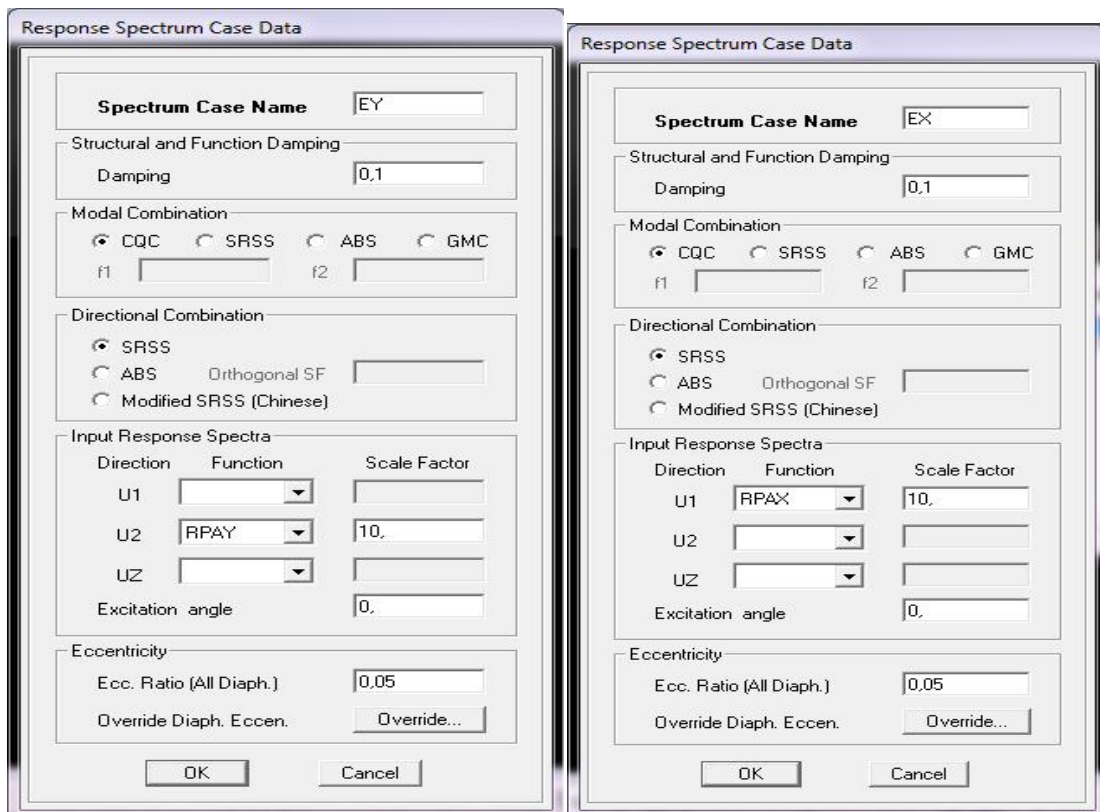 Response Spectrum Case Data
Spectrum Case Name EY
Structural and Function Damping
Damping 0,1
Modal Combination
CQC SRSS ABS GMC
f1 f2
Directional Combination
SRSS
ABS Orthogonal SF
Modified SRSS (Chinese)
Input Response Spectra
Direction Function Scale Factor
U1
U2 RPAY 10,
UZ
Excitation angle 0,
Eccentricity
Ecc. Ratio (All Diaph.) 0,05
Override Diaph. Eccen. Override...
OK Cancel
Response Spectrum Case Data
Spectrum Case Name EX
Structural and Function Damping
Damping 0,1
Modal Combination
CQC SRSS ABS GMC
f1 f2
Directional Combination
SRSS
ABS Orthogonal SF
Modified SRSS (Chinese)
Input Response Spectra
Direction Function Scale Factor
U1 RPAX 10,
U2
UZ
Excitation angle 0,
Eccentricity
Ecc. Ratio (All Diaph.) 0,05
Override Diaph. Eccen. Override...
OK Cancel